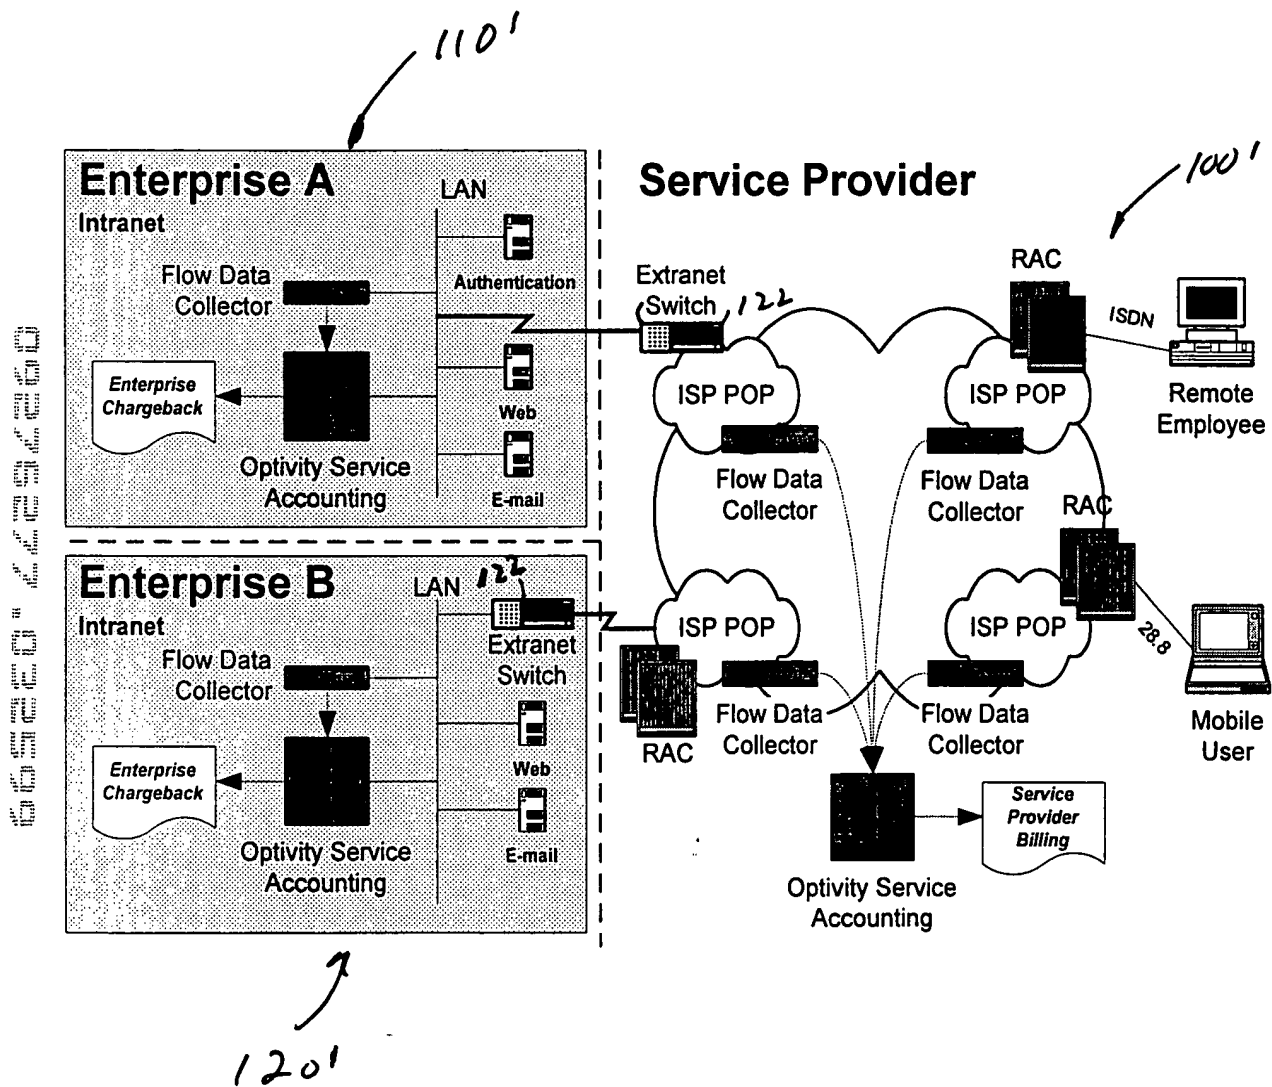 110'
Enterprise A
Intranet
LAN
Flow Data
Collector
Authentication
Enterprise
Chargeback
Web
Optivity Service
Accounting
E-mail
Service Provider
100'
Extranet
Switch
122
RAC
ISDN
Remote
Employee
ISP POP
ISP POP
Flow Data
Collector
Flow Data
Collector
RAC
Enterprise B
Intranet
LAN
122
Extranet
Switch
Flow Data
Collector
Enterprise
Chargeback
Web
Optivity Service
Accounting
E-mail
ISP POP
ISP POP
28.8
RAC
Flow Data
Collector
Flow Data
Collector
Mobile
User
Service
Provider
Billing
Optivity Service
Accounting
120'